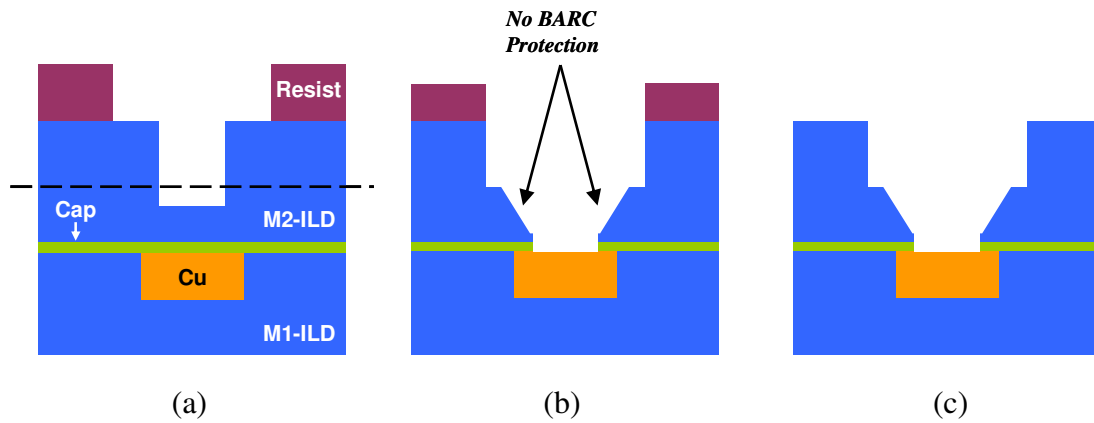 No BARC
Protection
Resist
Cap
M2-ILD
Cu
M1-ILD
(a)
(b)
(c)